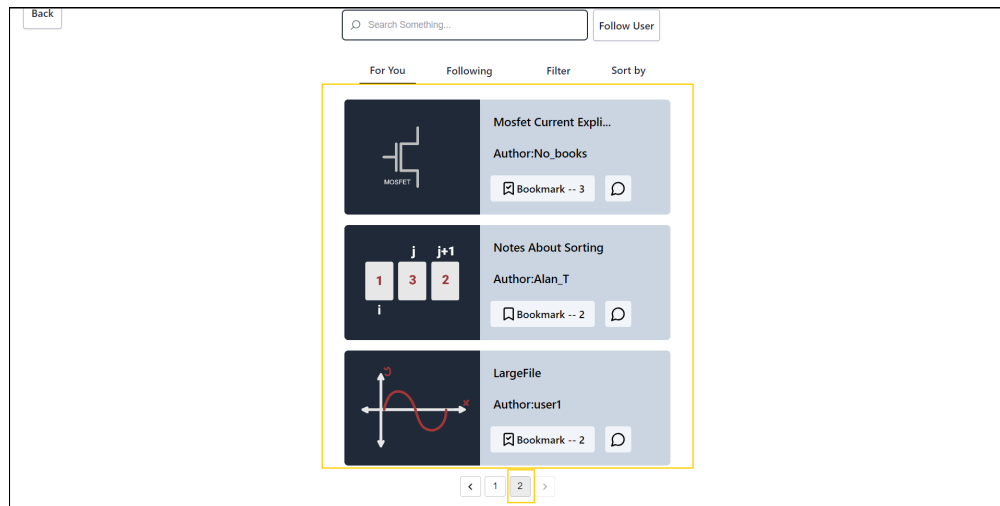 Back
Search Something...
Follow User
For You Following Filter Sort by
MOSFET
Mosfet Current Expli...
Author:No_books
Bookmark -- 3
j j+1
1 3 2
i
Notes About Sorting
Author:Alan_T
Bookmark -- 2
y
x
LargeFile
Author:user1
Bookmark -- 2
1 2